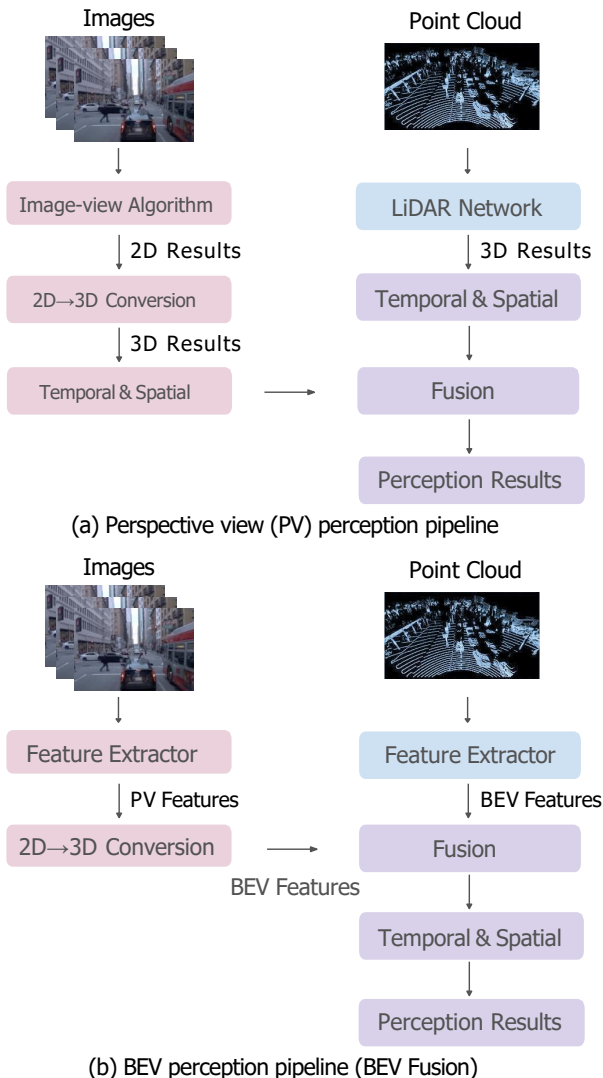 Images
Point Cloud
Image-view Algorithm
LiDAR Network
2D Results
3D Results
2D→3D Conversion
Temporal & Spatial
3D Results
Temporal & Spatial
Fusion
Perception Results
(a) Perspective view (PV) perception pipeline
Images
Point Cloud
Feature Extractor
Feature Extractor
PV Features
BEV Features
2D→3D Conversion
Fusion
BEV Features
Temporal & Spatial
Perception Results
(b) BEV perception pipeline (BEV Fusion)